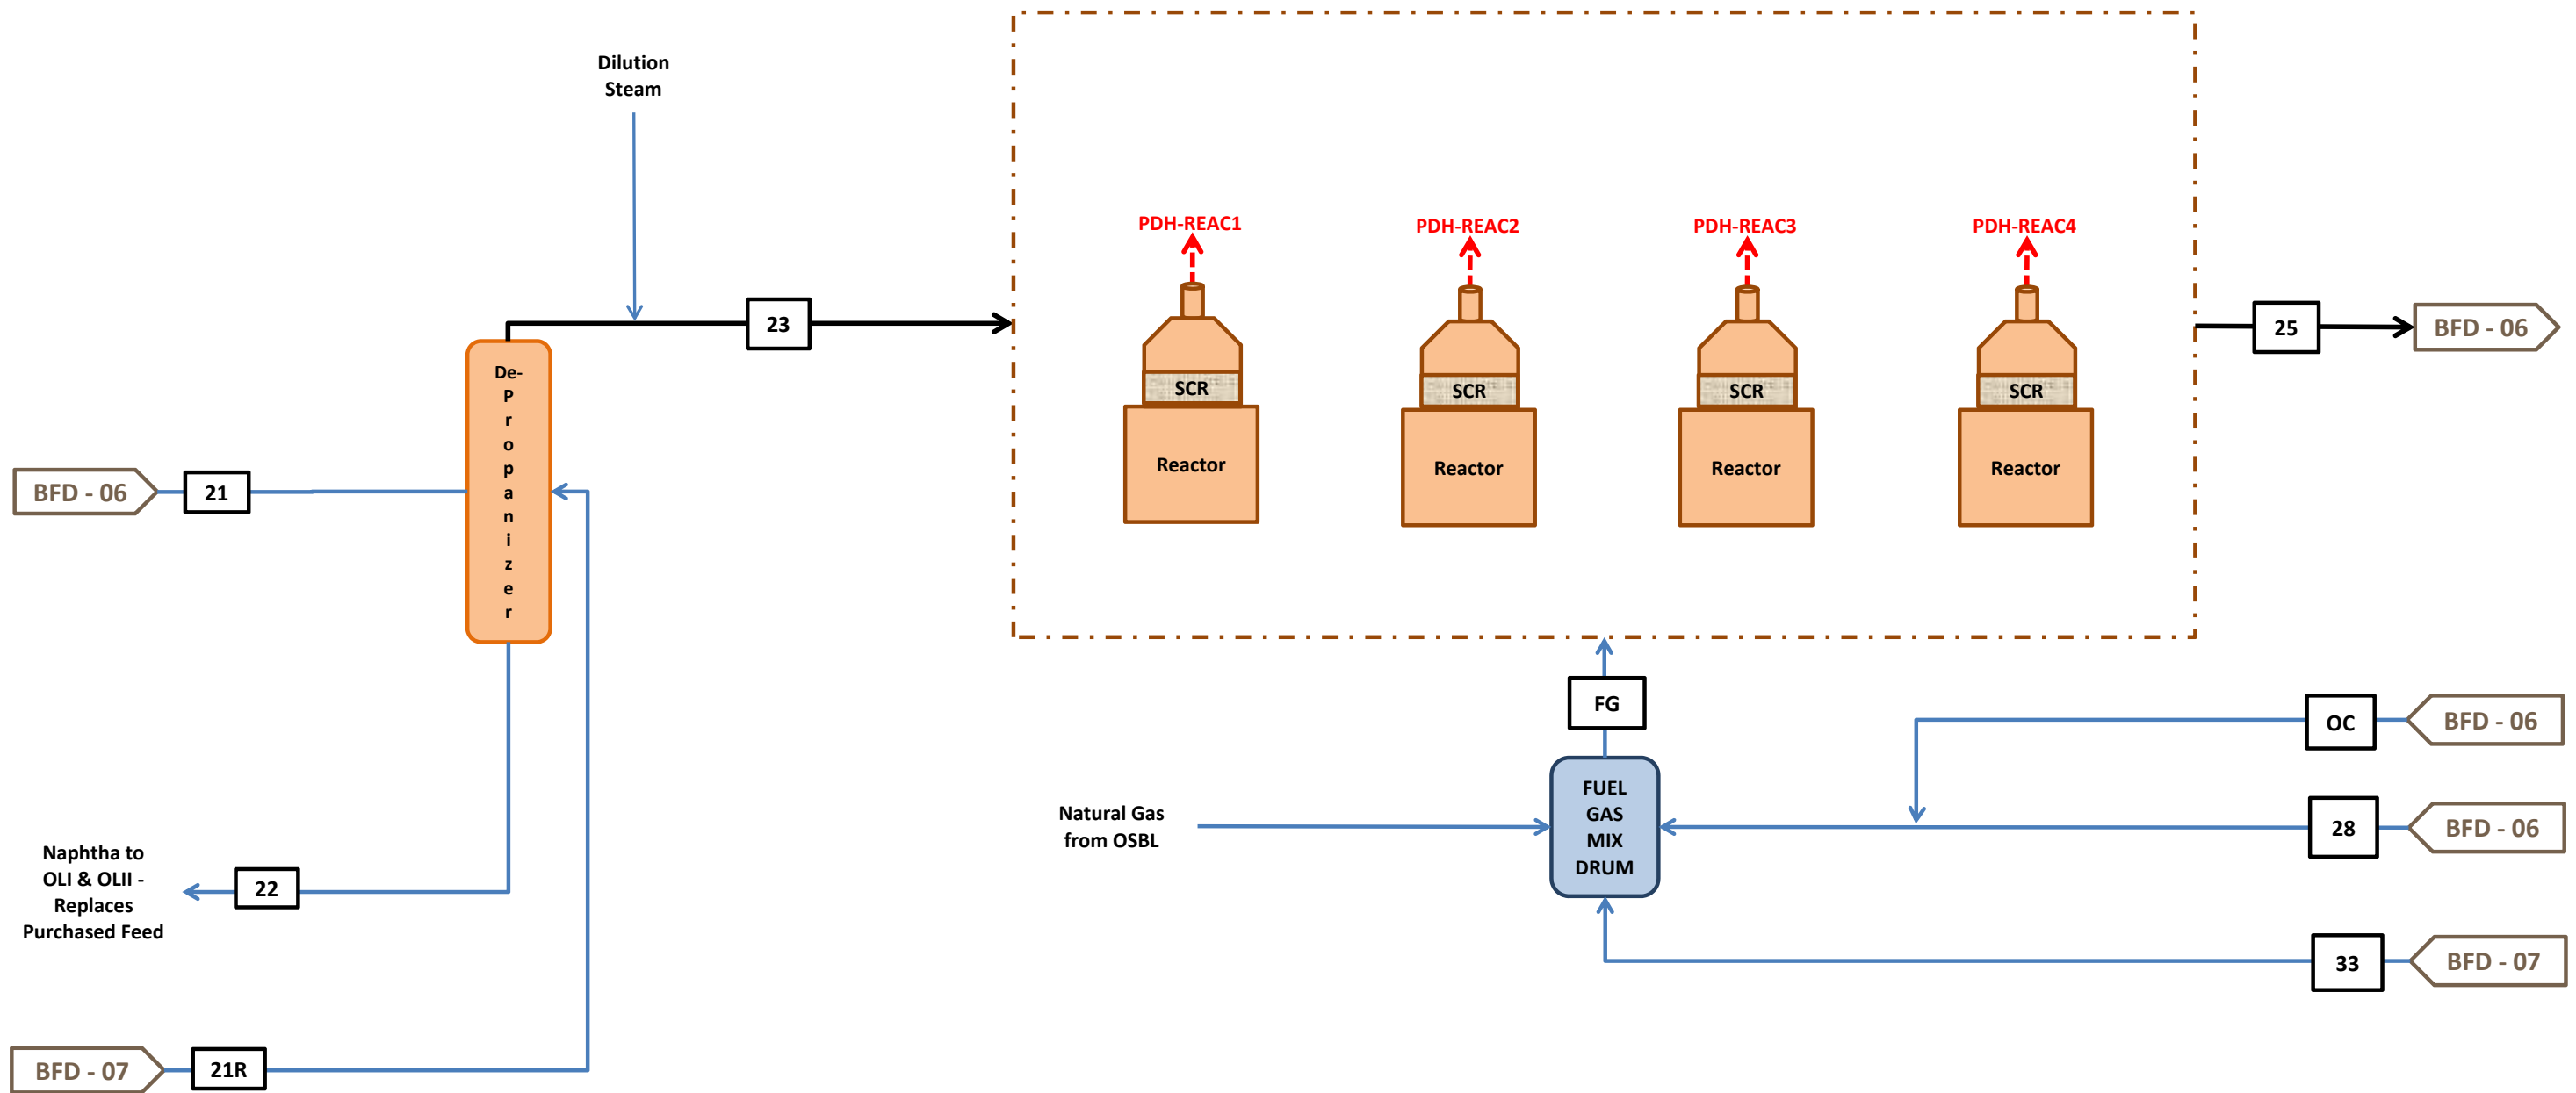 Dilution
Steam
PDH-REAC1
PDH-REAC2
PDH-REAC3
PDH-REAC4
23
25
BFD - 06
De-
P
r
o
p
a
n
i
z
e
r
SCR
SCR
SCR
SCR
Reactor
Reactor
Reactor
Reactor
BFD - 06
21
FG
OC
BFD - 06
FUEL
GAS
MIX
DRUM
Natural Gas
from OSBL
28
BFD - 06
Naphtha to
OLI & OLII -
Replaces
Purchased Feed
22
33
BFD - 07
BFD - 07
21R